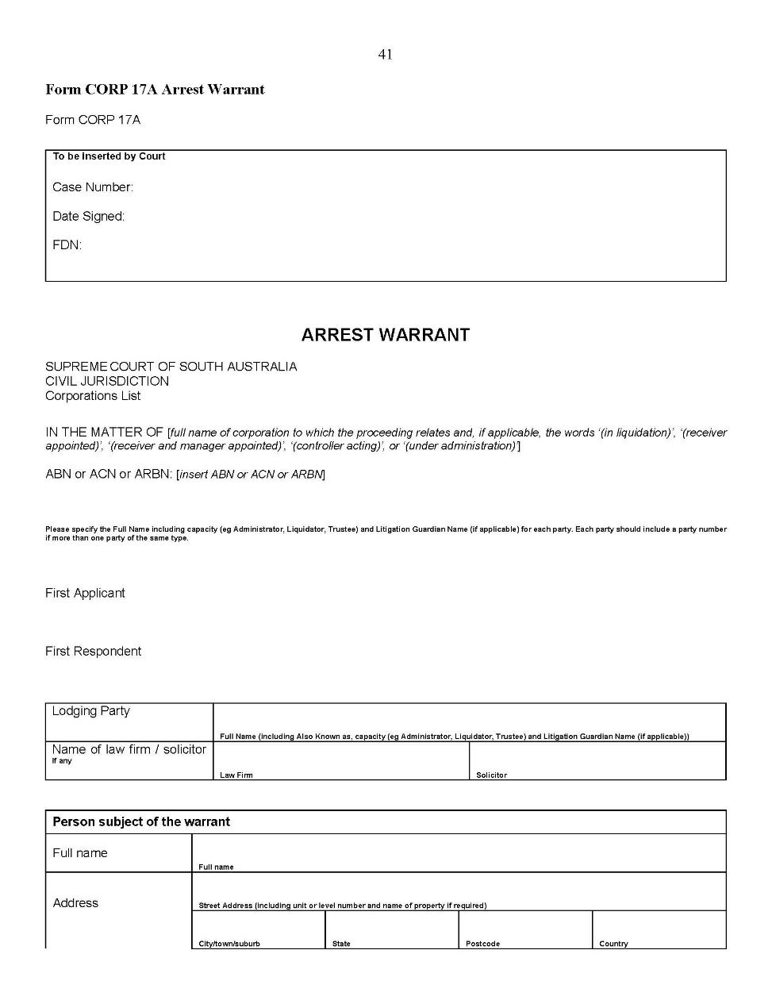 41
Form CORP 17A Arrest Warrant
Form CORP 17A
To be inserted by Court
Case Number:
Date Signed:
FDN:
ARREST WARRANT
SUPREME COURT OF SOUTH AUSTRALIA
CIVIL JURISDICTION
Corporations List
IN THE MATTER OF [full name of corporation to which the proceeding relates and, if applicable, the words ‘(in liquidation)’, ‘(receiver
appointed)’, ‘(receiver and manager appointed)’, ‘(controller acting)’, or ‘(under administration)’]
ABN or ACN or ARBN: [insert ABN or ACN or ARBN]
Please specify the Full Name including capacity (eg Administrator, Liquidator, Trustee) and Litigation Guardian Name (if applicable) for each party. Each party should include a party number
if more than one party of the same type.
First Applicant
First Respondent
Lodging Party
Full Name (including Also Known as, capacity (eg Administrator, Liquidator, Trustee) and Litigation Guardian Name (if applicable))
Name of law firm / solicitor
If any
Law Firm
Solicitor
Person subject of the warrant
Full name
Full name
Address
Street Address (including unit or level number and name of property if required)
City/town/suburb
State
Postcode
Country